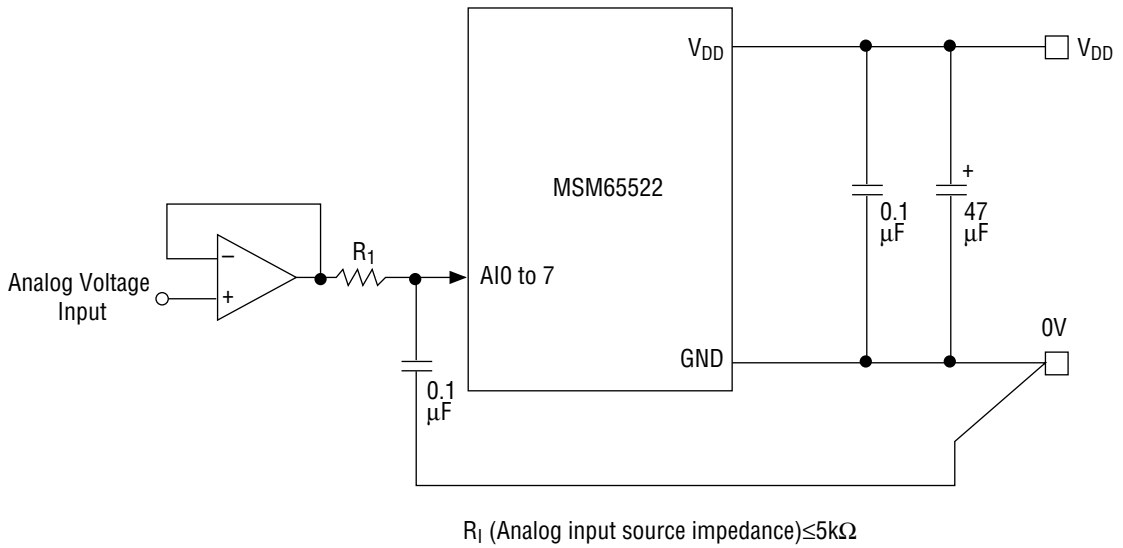 V_DD
V_DD
MSM65522
+
0.1
μF
47
μF
R_1
−
Analog Voltage
Input
+
AI0 to 7
0V
GND
0.1
μF
R_I (Analog input source impedance)≤5kΩ